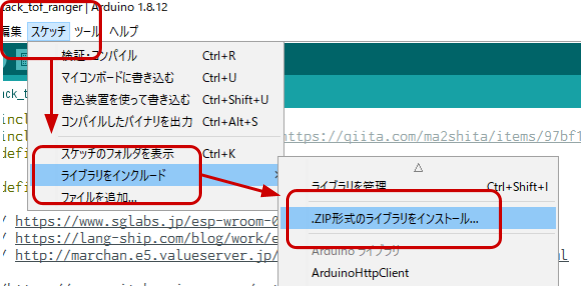 tack_tof_ranger | Arduino 1.8.12
編集 スケッチ ツール ヘルプ
検証・コンパイル Ctrl+R
マイコンボードに書き込む Ctrl+U
書込装置を使って書き込む Ctrl+Shift+U
コンパイルしたバイナリを出力 Ctrl+Alt+S
スケッチのフォルダを表示 Ctrl+K
ライブラリをインクルード
ファイルを追加...
ack_t
incl
incl
defi
defi
https://qiita.com/ma2shita/items/97bf1
ライブラリを管理 Ctrl+Shift+I
.ZIP形式のライブラリをインストール...
Arduino ライブラリ
ArduinoHttpClient
/ https://www.sglabs.jp/esp-wroom-0
/ https://lang-ship.com/blog/work/e
/ http://marchan.e5.valueserver.jp/
ml